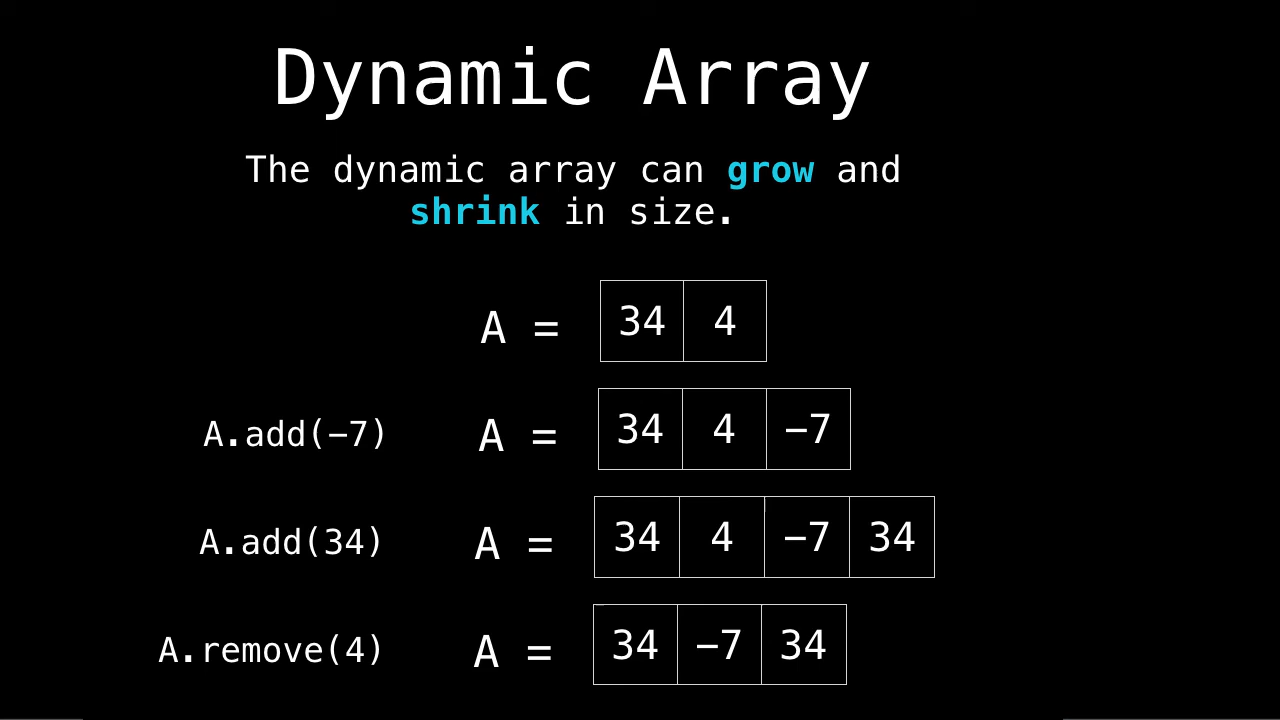 Dynamic Array
The dynamic array can grow and
shrink in size.
A = 34 4
A.add(−7) A = 34 4 −7
A.add(34) A = 34 4 −7 34
A.remove(4) A = 34 −7 34